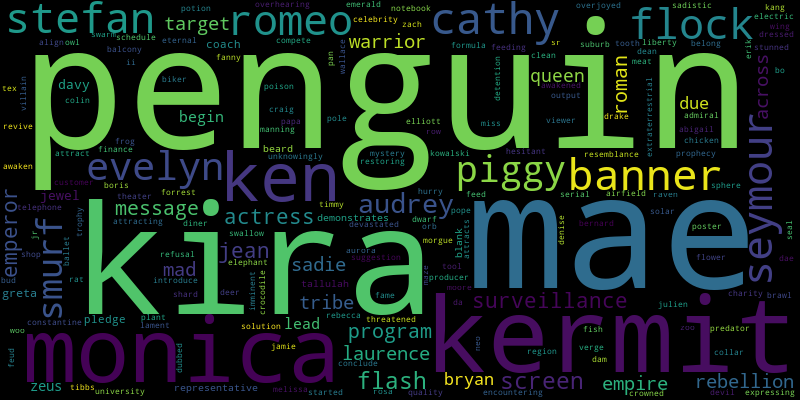 potion overhearing emerald notebook sadistic kang
stefan romeo cathy flock electric
swarm schedule target celebrity zach overjoyed wing
align owl coach eternal compete warrior formula feeding sr suburb tooth liberty belong dressed
balcony fanny pan wallace clean queen roman dean stunned across
penguin
tex villain davy ii biker detention awakened meat erik bo
colin begin poison output extraterrestrial due
craig pole elliott miss viewer drake admiral
revive frog papa manning row hesitant resemblance abigail
attract finance beard mystery kowalski chicken
awaken unknowingly restoring prophecy
evelyn ken piggy banner seymour
customer boris theater forrest timmy hurry feed serial airfield raven sphere
emperor jewel message audrey mae
telephone trophy attracting actress demonstrates dwarf pope solar poster
jr smurf diner swallow devastated orb blank attracts denise bernard seal
kira
bud shop ballet refusal jean elephant aurora morgue flower
rat mad sadie suggestion maze tool dae
greta introduce imminent crocodile tallulah producer charity brawl
shard deer tribe fame moore surveillance julien
constantine plant rebecca da
woo pledge lament solution lead threatened program fish neo zoo predator
monica kermit
feud dubbed jamie laurence region verge collar
zeus conclude flash bryan screen dam empire rebellion
tibbs university representative melissa started rosa quality encountering crowned devil expressing